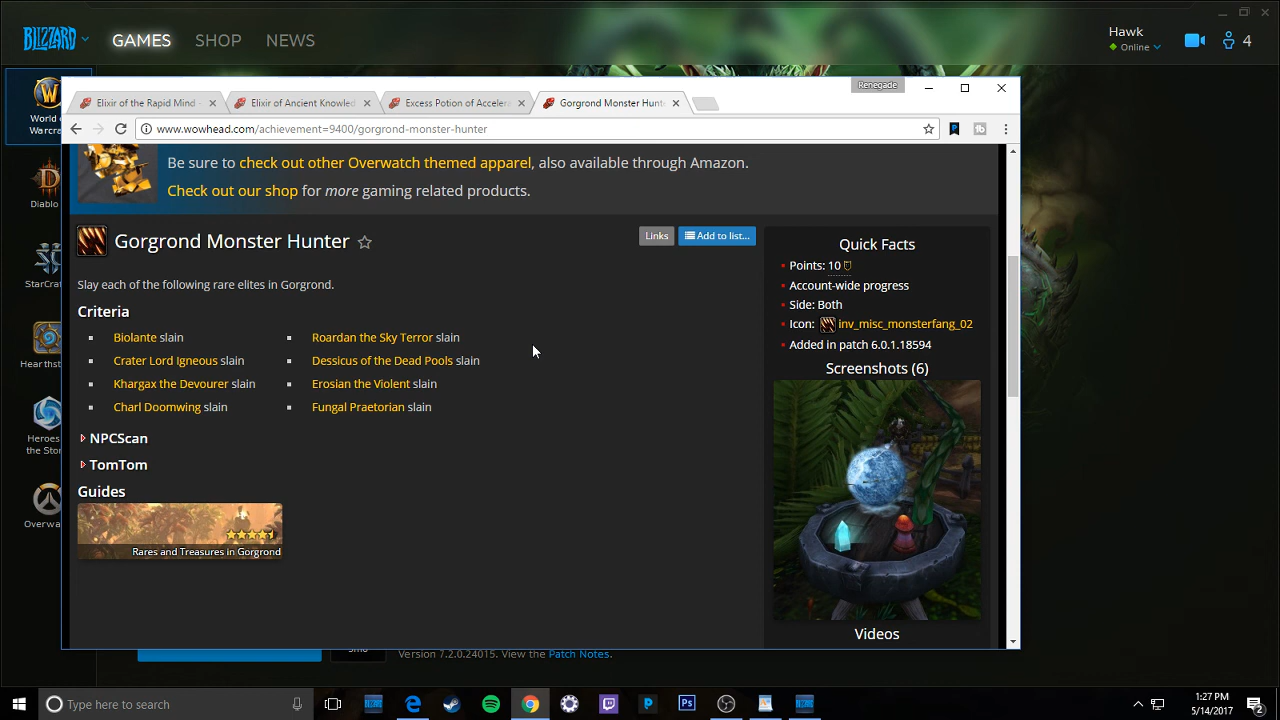 BLIZZARD
GAMES
SHOP
NEWS
Hawk
Online
4
World of
Warcra
Diablo
StarCra
Hearthst
Heroes
the Sto
Overwa
Renegade
Elixir of the Rapid Mind -
Elixir of Ancient Knowled
Excess Potion of Accelera
Gorgrond Monster Hunte
www.wowhead.com/achievement=9400/gorgrond-monster-hunter
Be sure to check out other Overwatch themed apparel, also available through Amazon.
Check out our shop for more gaming related products.
Gorgrond Monster Hunter
Links
Add to list...
Slay each of the following rare elites in Gorgrond.
Criteria
Biolante slain
Roardan the Sky Terror slain
Crater Lord Igneous slain
Dessicus of the Dead Pools slain
Khargax the Devourer slain
Erosian the Violent slain
Charl Doomwing slain
Fungal Praetorian slain
NPCScan
TomTom
Guides
Rares and Treasures in Gorgrond
Quick Facts
Points: 10
Account-wide progress
Side: Both
Icon: inv_misc_monsterfang_02
Added in patch 6.0.1.18594
Screenshots (6)
Videos
Version 7.2.0.24015. View the Patch Notes.
Type here to search
1:27 PM
5/14/2017
2